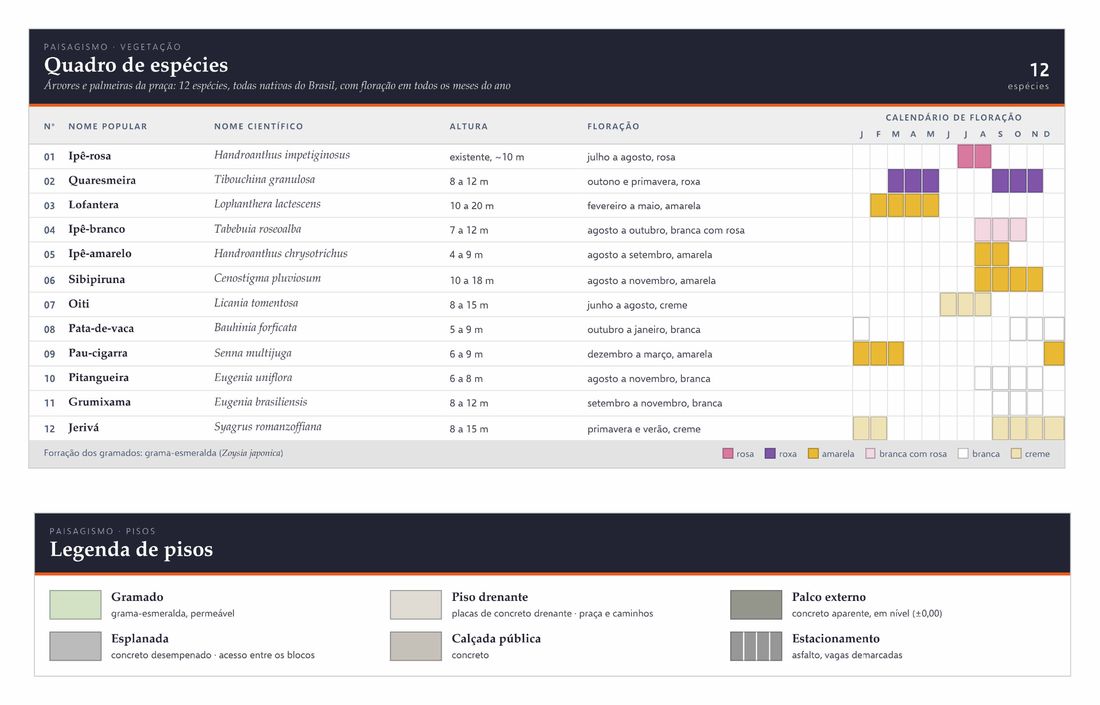 PAISAGISMO · VEGETAÇÃO
Quadro de espécies
Árvores e palmeiras da praça: 12 espécies, todas nativas do Brasil, com floração em todos os meses do ano
12
espécies
Nº NOME POPULAR NOME CIENTÍFICO ALTURA FLORAÇÃO CALENDÁRIO DE FLORAÇÃO
J F M A M J J A S O N D
01 Ipê-rosa Handroanthus impetiginosus existente, ~10 m julho a agosto, rosa
02 Quaresmeira Tibouchina granulosa 8 a 12 m outono e primavera, roxa
03 Lofantera Lophanthera lactescens 10 a 20 m fevereiro a maio, amarela
04 Ipê-branco Tabebuia roseoalba 7 a 12 m agosto a outubro, branca com rosa
05 Ipê-amarelo Handroanthus chrysotrichus 4 a 9 m agosto a setembro, amarela
06 Sibipiruna Cenostigma pluviosum 10 a 18 m agosto a novembro, amarela
07 Oiti Licania tomentosa 8 a 15 m junho a agosto, creme
08 Pata-de-vaca Bauhinia forficata 5 a 9 m outubro a janeiro, branca
09 Pau-cigarra Senna multijuga 6 a 9 m dezembro a março, amarela
10 Pitangueira Eugenia uniflora 6 a 8 m agosto a novembro, branca
11 Grumixama Eugenia brasiliensis 8 a 12 m setembro a novembro, branca
12 Jerivá Syagrus romanzoffiana 8 a 15 m primavera e verão, creme
Forração dos gramados: grama-esmeralda (Zoysia japonica) rosa roxa amarela branca com rosa branca creme
PAISAGISMO · PISOS
Legenda de pisos
Gramado
grama-esmeralda, permeável
Piso drenante
placas de concreto drenante · praça e caminhos
Palco externo
concreto aparente, em nível (±0,00)
Esplanada
concreto desempenado · acesso entre os blocos
Calçada pública
concreto
Estacionamento
asfalto, vagas demarcadas